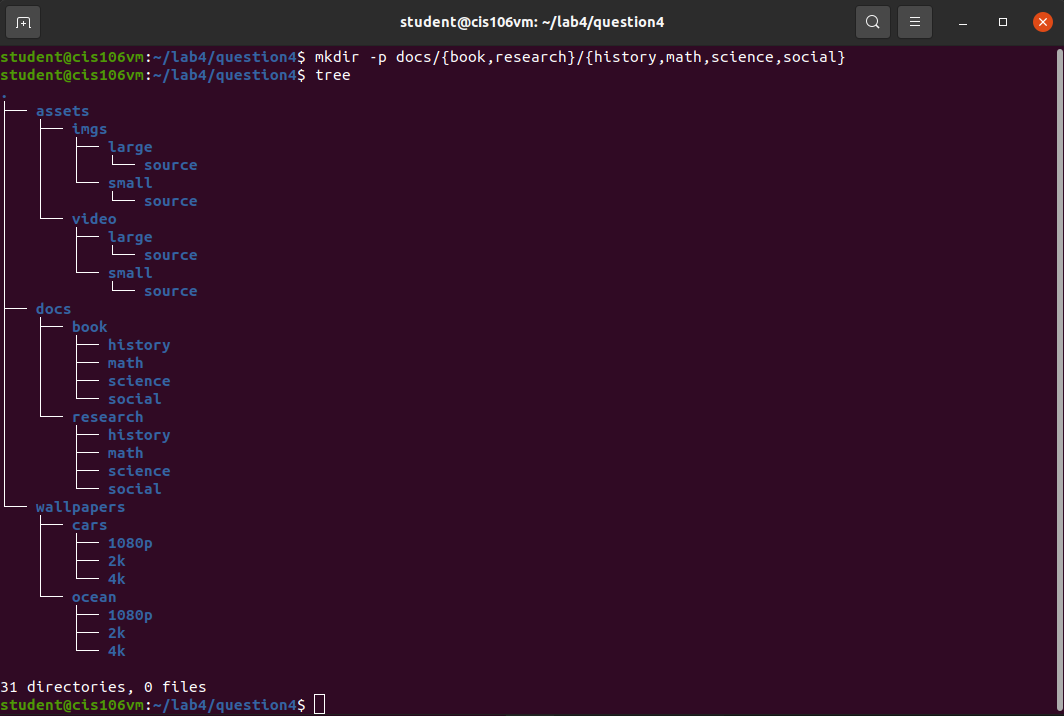 student@cis106vm: ~/lab4/question4
student@cis106vm:~/lab4/question4$ mkdir -p docs/{book,research}/{history,math,science,social}
student@cis106vm:~/lab4/question4$ tree
.
├── assets
│   ├── imgs
│   │   ├── large
│   │   │   └── source
│   │   └── small
│   │       └── source
│   └── video
│       ├── large
│       │   └── source
│       └── small
│           └── source
├── docs
│   ├── book
│   │   ├── history
│   │   ├── math
│   │   ├── science
│   │   └── social
│   └── research
│       ├── history
│       ├── math
│       ├── science
│       └── social
└── wallpapers
    ├── cars
    │   ├── 1080p
    │   ├── 2k
    │   └── 4k
    └── ocean
        ├── 1080p
        ├── 2k
        └── 4k
31 directories, 0 files
student@cis106vm:~/lab4/question4$